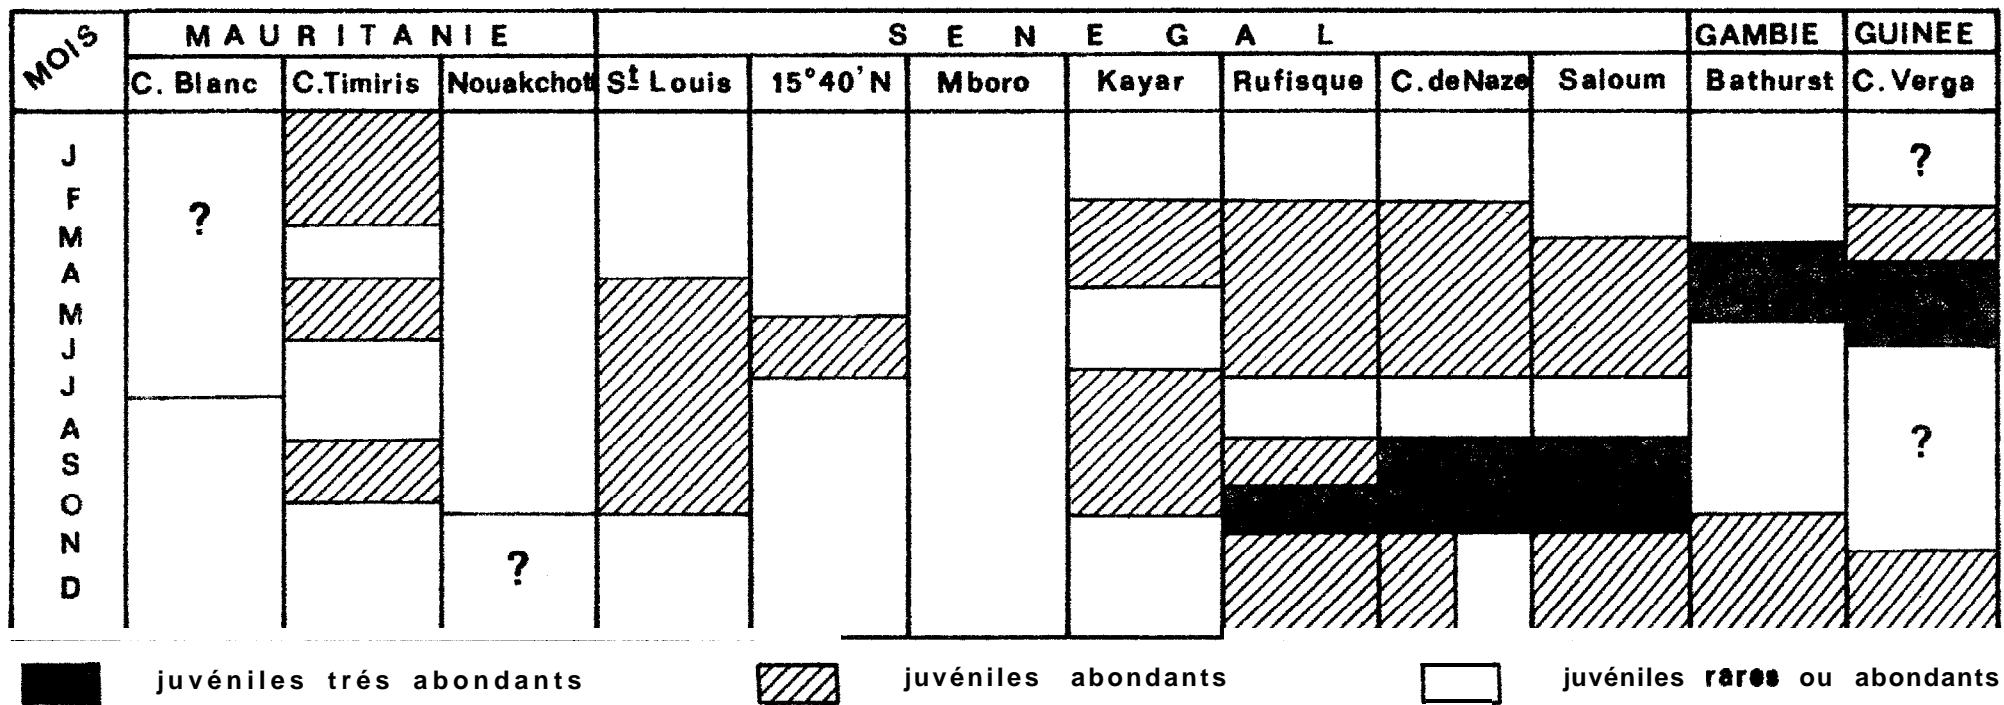 MOIS
MAURITANIE SENEGAL GAMBIE GUINEE
C. Blanc C.Timiris Nouakchott St Louis 15°40'N Mboro Kayar Rufisque C.deNaze Saloum Bathurst C. Verga
J ?
F ?
M
A
M
J
J
A ?
S
O
N ?
D
juvéniles trés abondants juvéniles abondants juvéniles rares ou abondants